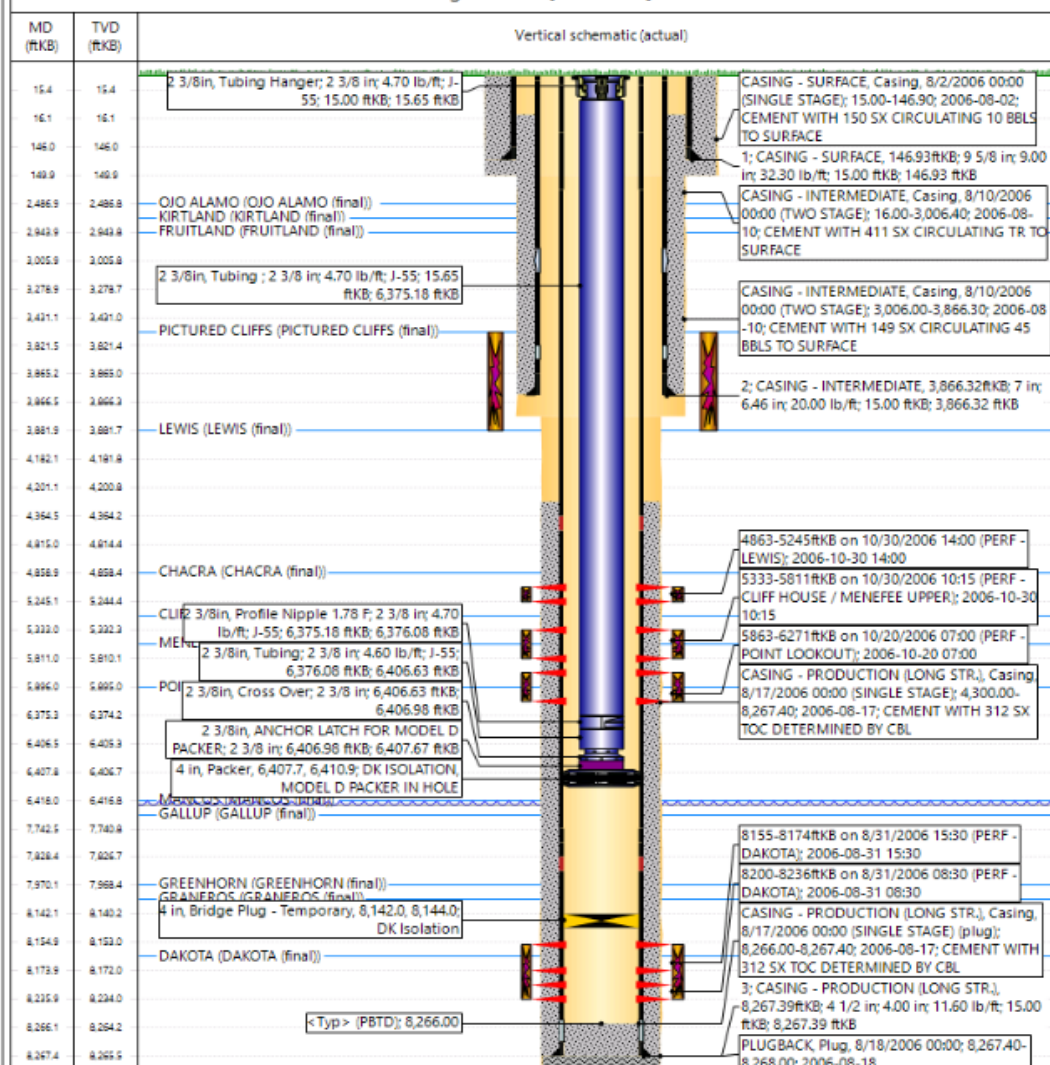 MD
(ftKB)
TVD
(ftKB)
Vertical schematic (actual)
15.4 15.4
16.1 16.1
146.0 146.0
149.9 149.9
2,486.9 2,486.8
2,943.9 2,943.8
3,005.9 3,005.8
3,278.9 3,278.7
3,431.1 3,431.0
3,821.5 3,821.4
3,865.2 3,865.0
3,866.5 3,866.3
3,881.9 3,881.7
4,182.1 4,181.8
4,201.1 4,200.8
4,364.5 4,364.2
4,815.0 4,814.4
4,858.9 4,858.4
5,245.1 5,244.4
5,333.0 5,332.3
5,811.0 5,810.1
5,896.0 5,895.0
6,375.3 6,374.2
6,406.5 6,405.3
6,407.8 6,406.7
6,418.0 6,416.8
7,742.5 7,740.8
7,828.4 7,826.7
7,970.1 7,968.4
8,142.1 8,140.2
8,154.9 8,153.0
8,173.9 8,172.0
8,235.9 8,234.0
8,266.1 8,264.2
8,267.4 8,265.5
2 3/8in, Tubing Hanger; 2 3/8 in; 4.70 lb/ft; J-
55; 15.00 ftKB; 15.65 ftKB
OJO ALAMO (OJO ALAMO (final))
KIRTLAND (KIRTLAND (final))
FRUITLAND (FRUITLAND (final))
2 3/8in, Tubing ; 2 3/8 in; 4.70 lb/ft; J-55; 15.65
ftKB; 6,375.18 ftKB
PICTURED CLIFFS (PICTURED CLIFFS (final))
LEWIS (LEWIS (final))
CHACRA (CHACRA (final))
2 3/8in, Profile Nipple 1.78 F; 2 3/8 in; 4.70
lb/ft; J-55; 6,375.18 ftKB; 6,376.08 ftKB
2 3/8in, Tubing; 2 3/8 in; 4.60 lb/ft; J-55;
6,376.08 ftKB; 6,406.63 ftKB
2 3/8in, Cross Over; 2 3/8 in; 6,406.63 ftKB;
6,406.98 ftKB
2 3/8in, ANCHOR LATCH FOR MODEL D
PACKER; 2 3/8 in; 6,406.98 ftKB; 6,407.67 ftKB
4 in, Packer, 6,407.7, 6,410.9; DK ISOLATION,
MODEL D PACKER IN HOLE
MANCOS (MANCOS (final))
GALLUP (GALLUP (final))
GREENHORN (GREENHORN (final))
GRANEROS (GRANEROS (final))
4 in, Bridge Plug - Temporary, 8,142.0, 8,144.0;
DK Isolation
DAKOTA (DAKOTA (final))
<Typ> (PBTD); 8,266.00
CASING - SURFACE, Casing, 8/2/2006 00:00
(SINGLE STAGE); 15.00-146.90; 2006-08-02;
CEMENT WITH 150 SX CIRCULATING 10 BBLS
TO SURFACE
1; CASING - SURFACE, 146.93ftKB; 9 5/8 in; 9.00
in; 32.30 lb/ft; 15.00 ftKB; 146.93 ftKB
CASING - INTERMEDIATE, Casing, 8/10/2006
00:00 (TWO STAGE); 16.00-3,006.40; 2006-08-
10; CEMENT WITH 411 SX CIRCULATING TR TO
SURFACE
CASING - INTERMEDIATE, Casing, 8/10/2006
00:00 (TWO STAGE); 3,006.00-3,866.30; 2006-08
-10; CEMENT WITH 149 SX CIRCULATING 45
BBLS TO SURFACE
2; CASING - INTERMEDIATE, 3,866.32ftKB; 7 in;
6.46 in; 20.00 lb/ft; 15.00 ftKB; 3,866.32 ftKB
4863-5245ftKB on 10/30/2006 14:00 (PERF -
LEWIS); 2006-10-30 14:00
5333-5811ftKB on 10/30/2006 10:15 (PERF -
CLIFF HOUSE / MENEFEE UPPER); 2006-10-30
10:15
5863-6271ftKB on 10/20/2006 07:00 (PERF -
POINT LOOKOUT); 2006-10-20 07:00
CASING - PRODUCTION (LONG STR.), Casing,
8/17/2006 00:00 (SINGLE STAGE); 4,300.00-
8,267.40; 2006-08-17; CEMENT WITH 312 SX
TOC DETERMINED BY CBL
8155-8174ftKB on 8/31/2006 15:30 (PERF -
DAKOTA); 2006-08-31 15:30
8200-8236ftKB on 8/31/2006 08:30 (PERF -
DAKOTA); 2006-08-31 08:30
CASING - PRODUCTION (LONG STR.), Casing,
8/17/2006 00:00 (SINGLE STAGE) (plug);
8,266.00-8,267.40; 2006-08-17; CEMENT WITH
312 SX TOC DETERMINED BY CBL
3; CASING - PRODUCTION (LONG STR.),
8,267.39ftKB; 4 1/2 in; 4.00 in; 11.60 lb/ft; 15.00
ftKB; 8,267.39 ftKB
PLUGBACK, Plug, 8/18/2006 00:00; 8,267.40-
8,268.00; 2006-08-18